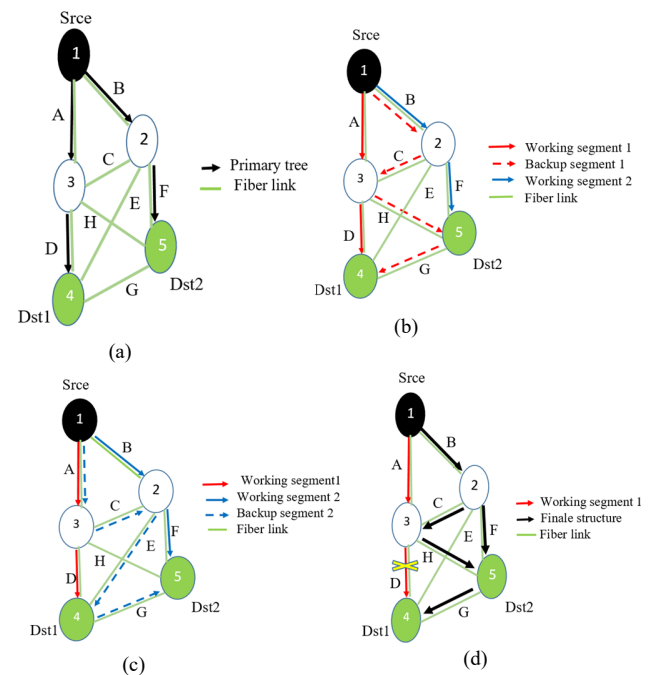 Srce
1
B
A
2
C
3
F
E
H
D
5
4
G
Dst2
Dst1
Primary tree
Fiber link
(a)
Srce
1
B
A
2
C
3
E
F
H
D
5
G
4
Dst2
Dst1
Working segment 1
Backup segment 1
Working segment 2
Fiber link
(b)
Srce
1
B
A
2
C
3
F
E
H
D
5
G
4
Dst2
Dst1
Working segment1
Working segment 2
Backup segment 2
Fiber link
(c)
Srce
1
B
A
2
C
3
E
F
H
D
5
G
4
Dst2
Dst1
Working segment 1
Finale structure
Fiber link
(d)